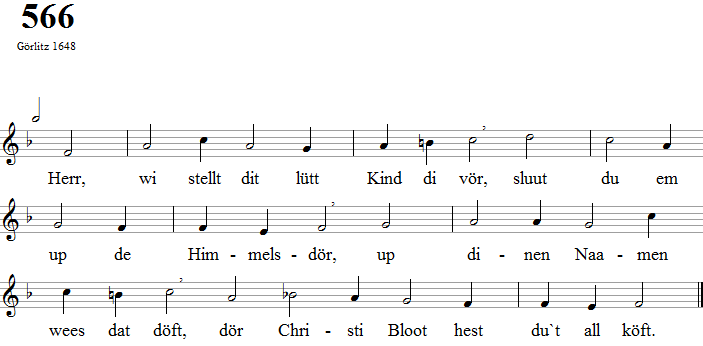 566
Görlitz 1648
Herr, wi stellt dit lütt Kind di vör, sluut du em
up de Him - mels - dör, up di - nen Naa - men
wees dat döft, dör Chri - sti Bloot hest du`t all köft.